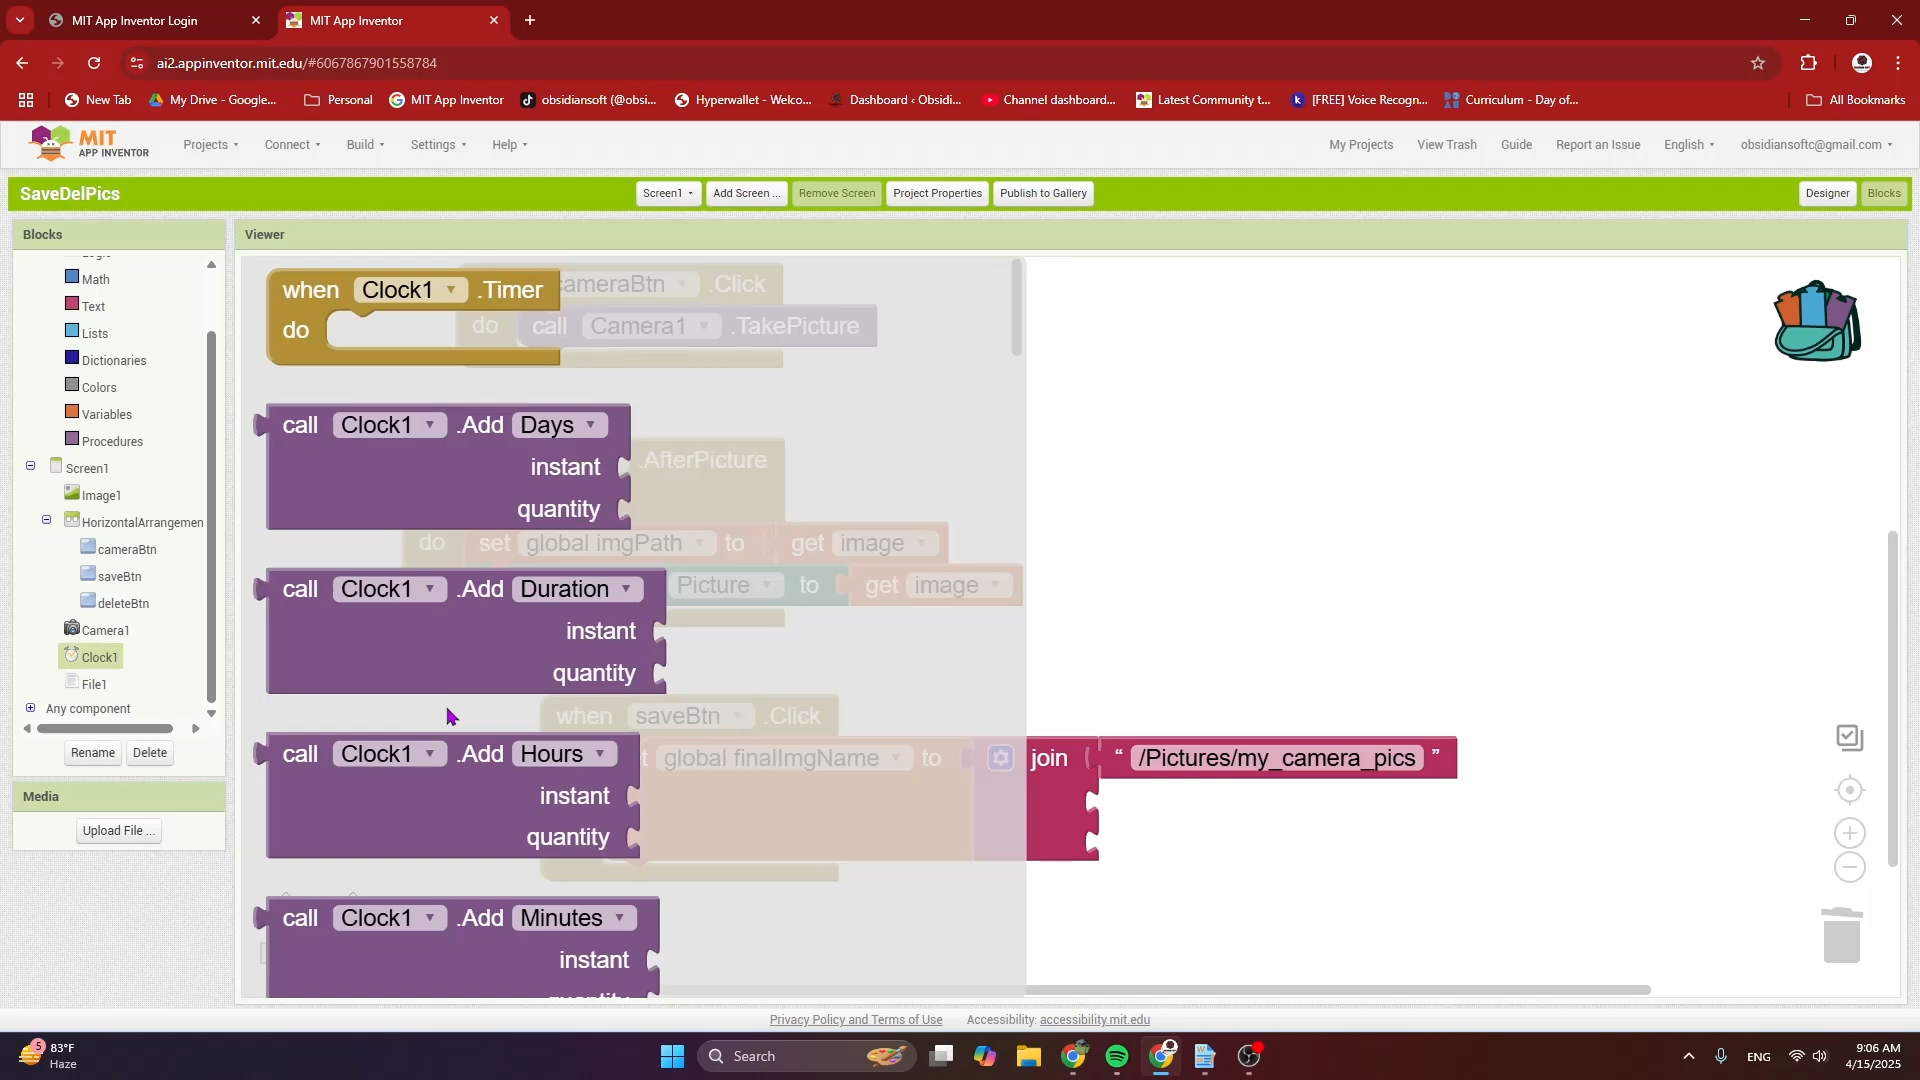 MIT App Inventor Login
MIT App Inventor
ai2.appinventor.mit.edu/#6067867901558784
New Tab
My Drive - Google...
Personal
MIT App Inventor
obsidiansoft (@obsi...
Hyperwallet - Welco...
Dashboard ‹ Obsidi...
Channel dashboard...
Latest Community t...
[FREE] Voice Recogn...
Curriculum - Day of...
All Bookmarks
MIT
APP INVENTOR
Projects
Connect
Build
Settings
Help
My Projects
View Trash
Guide
Report an Issue
English
obsidiansoftc@gmail.com
SaveDelPics
Screen1
Add Screen ...
Remove Screen
Project Properties
Publish to Gallery
Designer
Blocks
Blocks
Viewer
Math
Text
Lists
Dictionaries
Colors
Variables
Procedures
Screen1
Image1
HorizontalArrangemen
cameraBtn
saveBtn
deleteBtn
Camera1
Clock1
File1
Any component
Rename
Delete
Media
Upload File ...
when Clock1 .Timer
do
cameraBtn .Click
do call Camera1 .TakePicture
call Clock1 .Add Days
instant
quantity
.AfterPicture
do set global imgPath to get image
call Clock1 .Add Duration
instant
quantity
Picture to get image
when saveBtn .Click
call Clock1 .Add Hours
instant
quantity
global finalImgName to join “ /Pictures/my_camera_pics ”
call Clock1 .Add Minutes
instant
quantity
Privacy Policy and Terms of Use
Accessibility: accessibility.mit.edu
5
83°F
Haze
Search
ENG
9:06 AM
4/15/2025